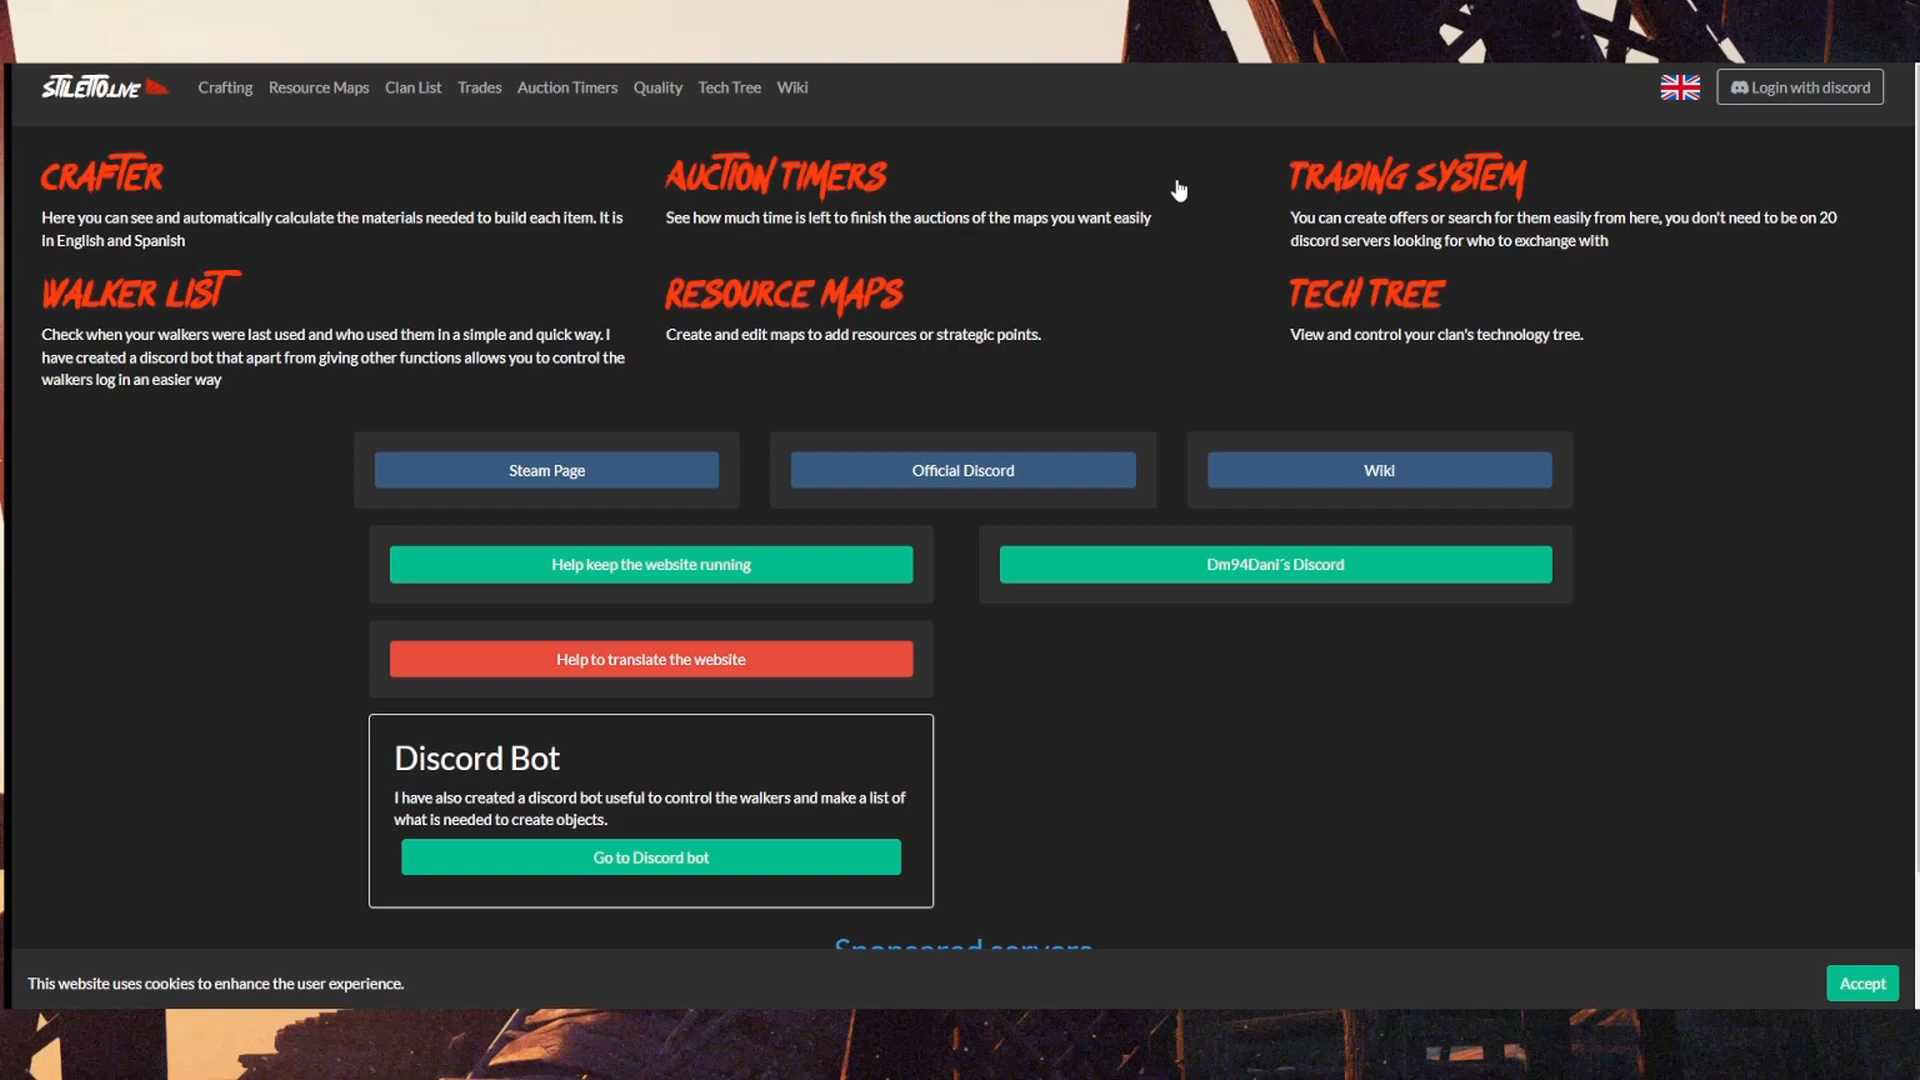 STILETTO.LIVE
Crafting
Resource Maps
Clan List
Trades
Auction Timers
Quality
Tech Tree
Wiki
Login with discord
CRAFTER
Here you can see and automatically calculate the materials needed to build each item. It is
in English and Spanish
AUCTION TIMERS
See how much time is left to finish the auctions of the maps you want easily
TRADING SYSTEM
You can create offers or search for them easily from here, you don't need to be on 20
discord servers looking for who to exchange with
WALKER LIST
Check when your walkers were last used and who used them in a simple and quick way. I
have created a discord bot that apart from giving other functions allows you to control the
walkers log in an easier way
RESOURCE MAPS
Create and edit maps to add resources or strategic points.
TECH TREE
View and control your clan's technology tree.
Steam Page
Official Discord
Wiki
Help keep the website running
Dm94Dani´s Discord
Help to translate the website
Discord Bot
I have also created a discord bot useful to control the walkers and make a list of
what is needed to create objects.
Go to Discord bot
Sponsored servers
This website uses cookies to enhance the user experience.
Accept